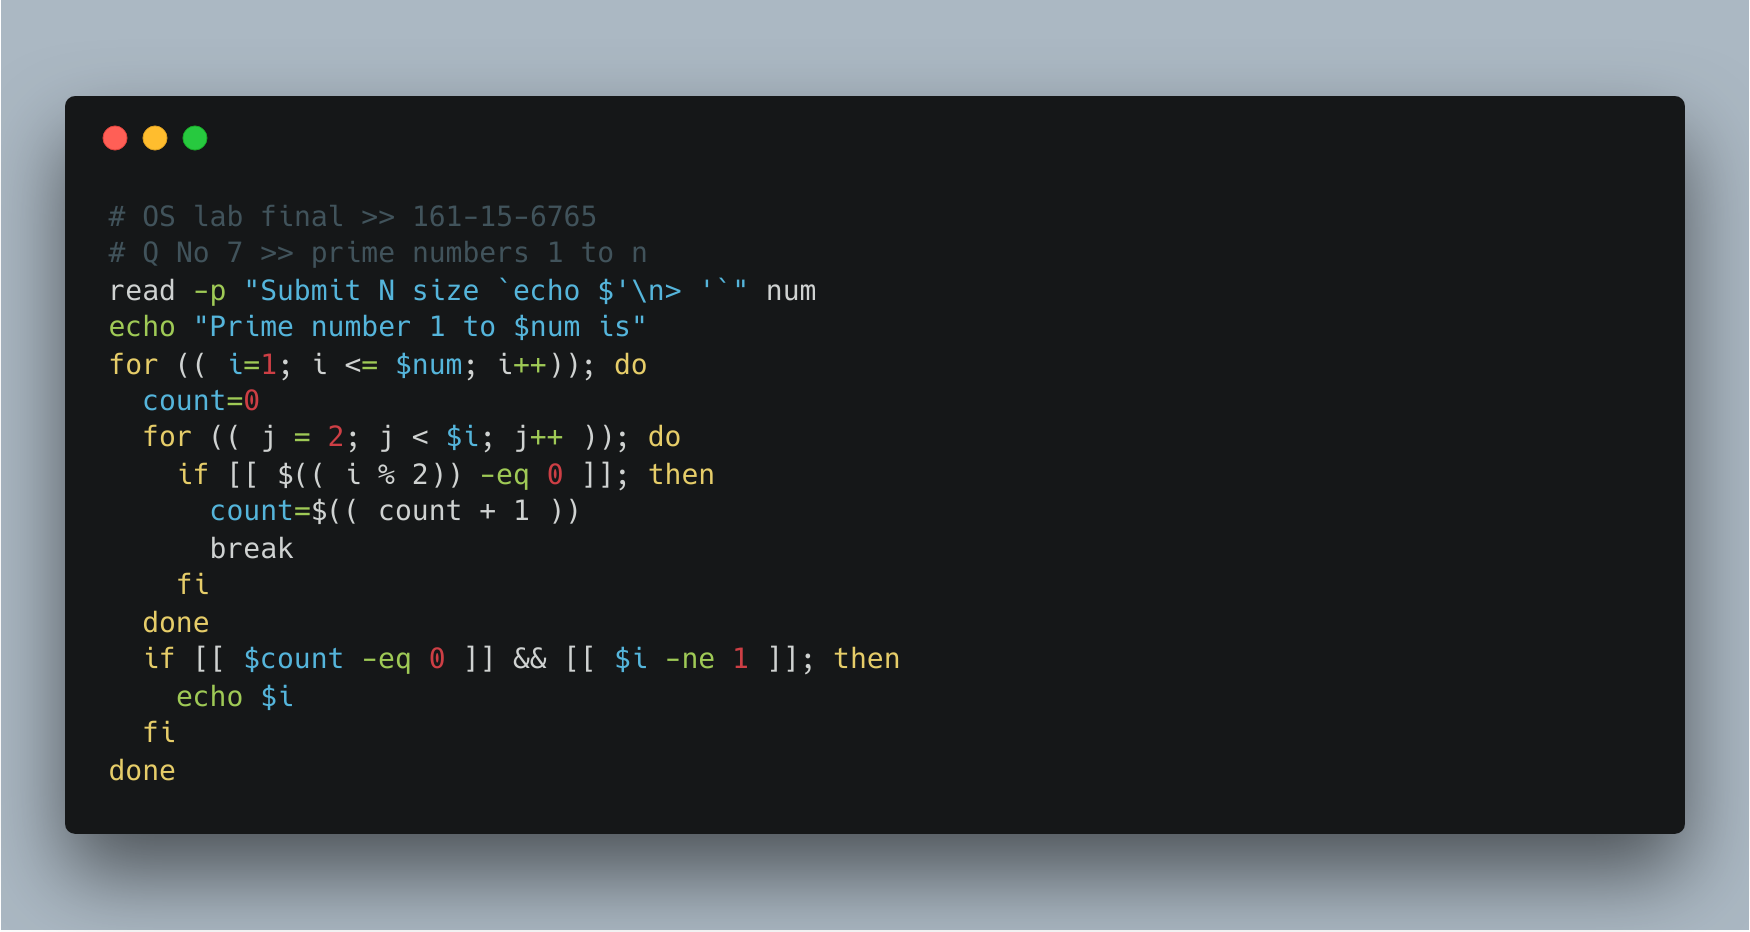 # OS lab final >> 161-15-6765
# Q No 7 >> prime numbers 1 to n
read -p "Submit N size `echo $'\n> '`" num
echo "Prime number 1 to $num is"
for (( i=1; i <= $num; i++)); do
  count=0
  for (( j = 2; j < $i; j++ )); do
    if [[ $(( i % 2)) -eq 0 ]]; then
      count=$(( count + 1 ))
      break
    fi
  done
  if [[ $count -eq 0 ]] && [[ $i -ne 1 ]]; then
    echo $i
  fi
done